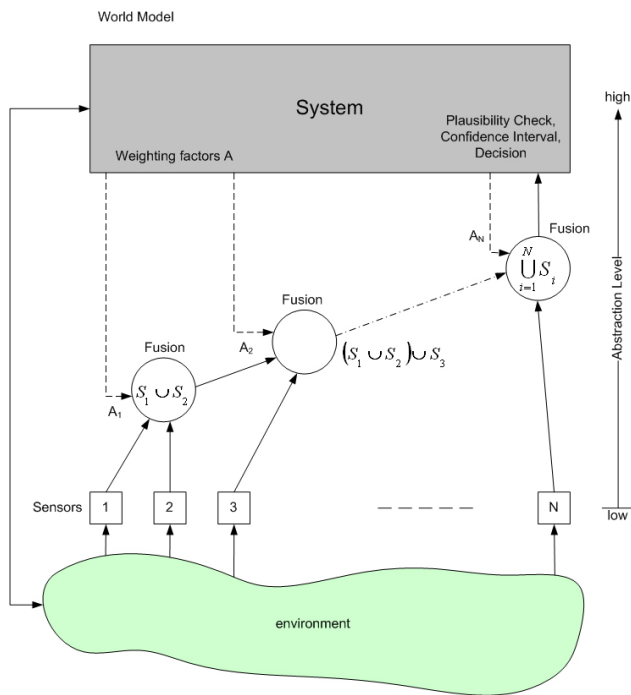 World Model
System
Plausibility Check,
Confidence Interval,
Decision
Weighting factors A
high
Fusion
A_N
N
⋃ S_i
i=1
Fusion
A_2
(S_1 ∪ S_2) ∪ S_3
Fusion
S_1 ∪ S_2
A_1
Abstraction Level
Sensors 1 2 3 N
low
environment